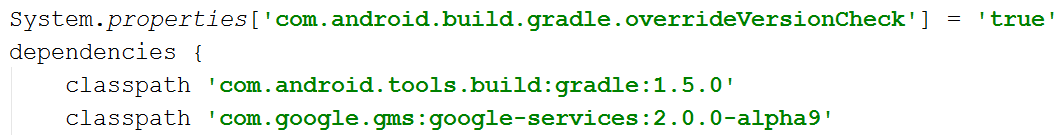 System.properties['com.android.build.gradle.overrideVersionCheck'] = 'true'
dependencies {
    classpath 'com.android.tools.build:gradle:1.5.0'
    classpath 'com.google.gms:google-services:2.0.0-alpha9'